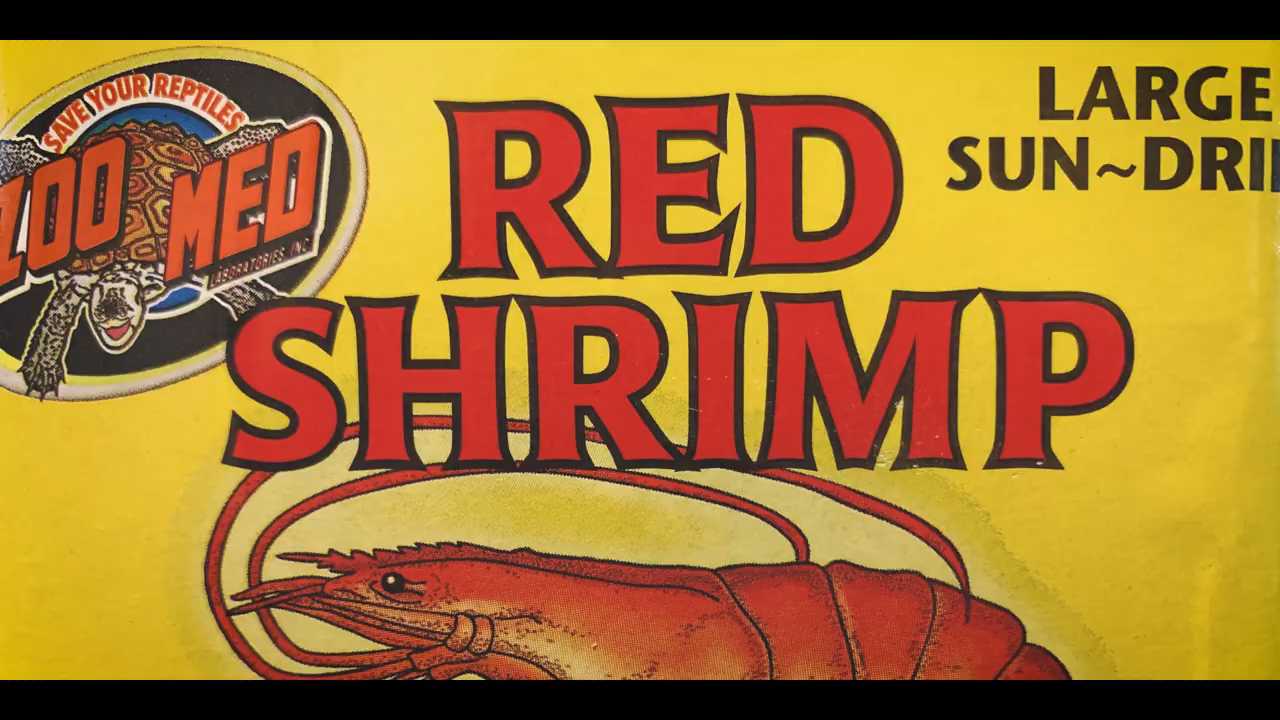 SAVE YOUR REPTILES
ZOO MED
LABORATORIES, INC.
RED
SHRIMP
LARGE
SUN~DRI